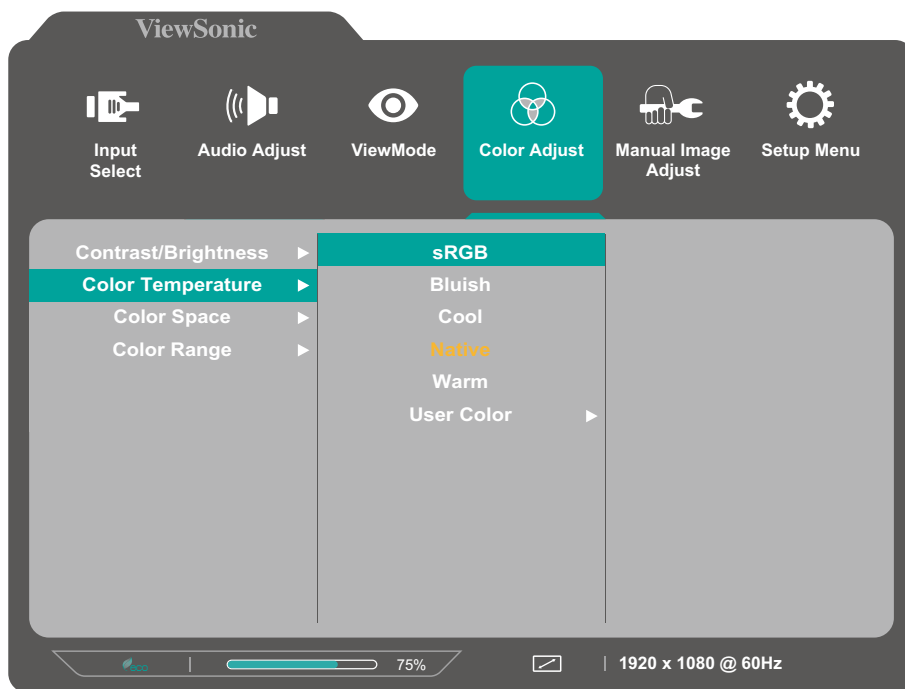 ViewSonic
Input
Select
Audio Adjust
ViewMode
Color Adjust
Manual Image
Adjust
Setup Menu
Contrast/Brightness
Color Temperature
Color Space
Color Range
sRGB
Bluish
Cool
Native
Warm
User Color
eco
75%
1920 x 1080 @ 60Hz